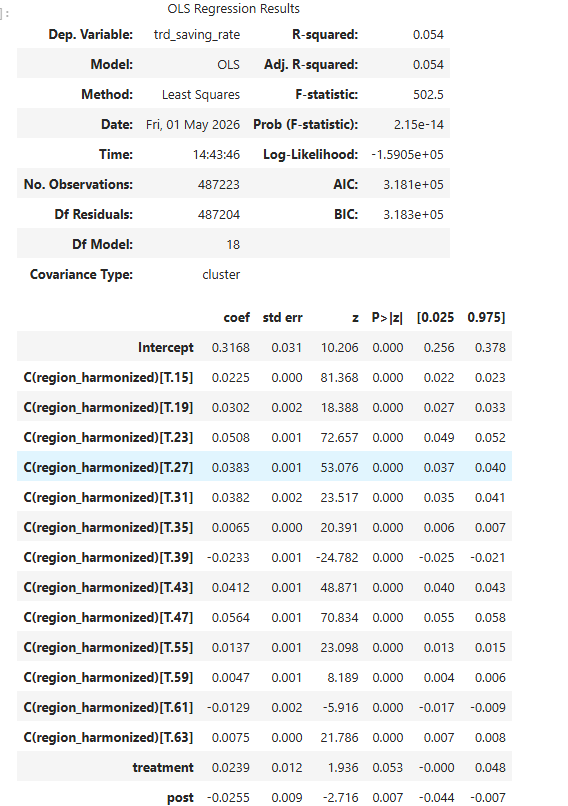 ]:
OLS Regression Results
Dep. Variable: trd_saving_rate R-squared: 0.054
Model: OLS Adj. R-squared: 0.054
Method: Least Squares F-statistic: 502.5
Date: Fri, 01 May 2026 Prob (F-statistic): 2.15e-14
Time: 14:43:46 Log-Likelihood: -1.5905e+05
No. Observations: 487223 AIC: 3.181e+05
Df Residuals: 487204 BIC: 3.183e+05
Df Model: 18
Covariance Type: cluster
coef std err z P>|z| [0.025 0.975]
Intercept 0.3168 0.031 10.206 0.000 0.256 0.378
C(region_harmonized)[T.15] 0.0225 0.000 81.368 0.000 0.022 0.023
C(region_harmonized)[T.19] 0.0302 0.002 18.388 0.000 0.027 0.033
C(region_harmonized)[T.23] 0.0508 0.001 72.657 0.000 0.049 0.052
C(region_harmonized)[T.27] 0.0383 0.001 53.076 0.000 0.037 0.040
C(region_harmonized)[T.31] 0.0382 0.002 23.517 0.000 0.035 0.041
C(region_harmonized)[T.35] 0.0065 0.000 20.391 0.000 0.006 0.007
C(region_harmonized)[T.39] -0.0233 0.001 -24.782 0.000 -0.025 -0.021
C(region_harmonized)[T.43] 0.0412 0.001 48.871 0.000 0.040 0.043
C(region_harmonized)[T.47] 0.0564 0.001 70.834 0.000 0.055 0.058
C(region_harmonized)[T.55] 0.0137 0.001 23.098 0.000 0.013 0.015
C(region_harmonized)[T.59] 0.0047 0.001 8.189 0.000 0.004 0.006
C(region_harmonized)[T.61] -0.0129 0.002 -5.916 0.000 -0.017 -0.009
C(region_harmonized)[T.63] 0.0075 0.000 21.786 0.000 0.007 0.008
treatment 0.0239 0.012 1.936 0.053 -0.000 0.048
post -0.0255 0.009 -2.716 0.007 -0.044 -0.007